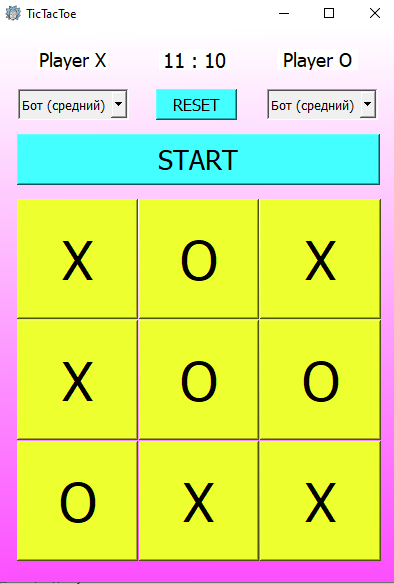 TicTacToe
Player X 11 : 10 Player O
Бот (средний) RESET Бот (средний)
START
X O X
X O O
O X X